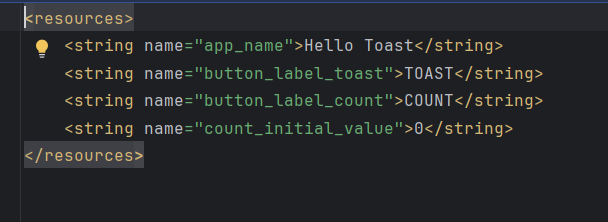 <resources>
<string name="app_name">Hello Toast</string>
<string name="button_label_toast">TOAST</string>
<string name="button_label_count">COUNT</string>
<string name="count_initial_value">0</string>
</resources>